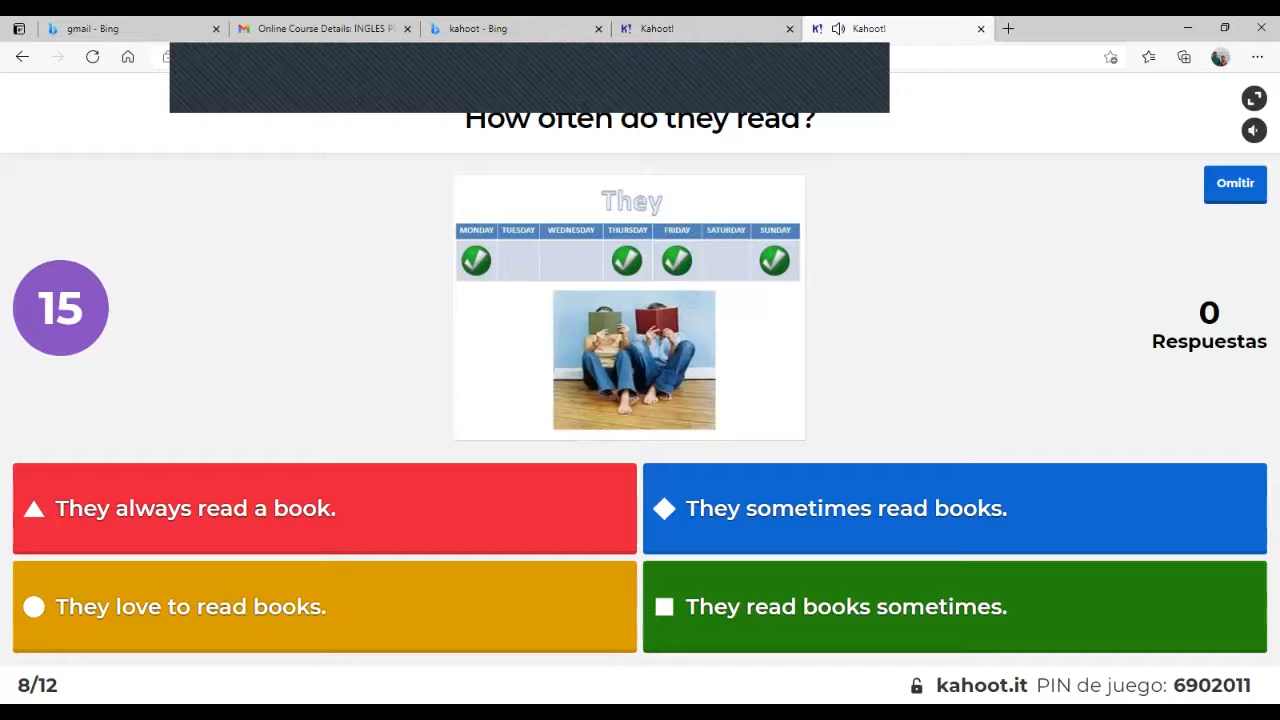 gmail - Bing
Online Course Details: INGLES P
kahoot - Bing
K! Kahoot!
K! Kahoot!
How often do they read?
Omitir
They
MONDAY TUESDAY WEDNESDAY THURSDAY FRIDAY SATURDAY SUNDAY
15
0
Respuestas
They always read a book.
They sometimes read books.
They love to read books.
They read books sometimes.
8/12
kahoot.it PIN de juego: 6902011